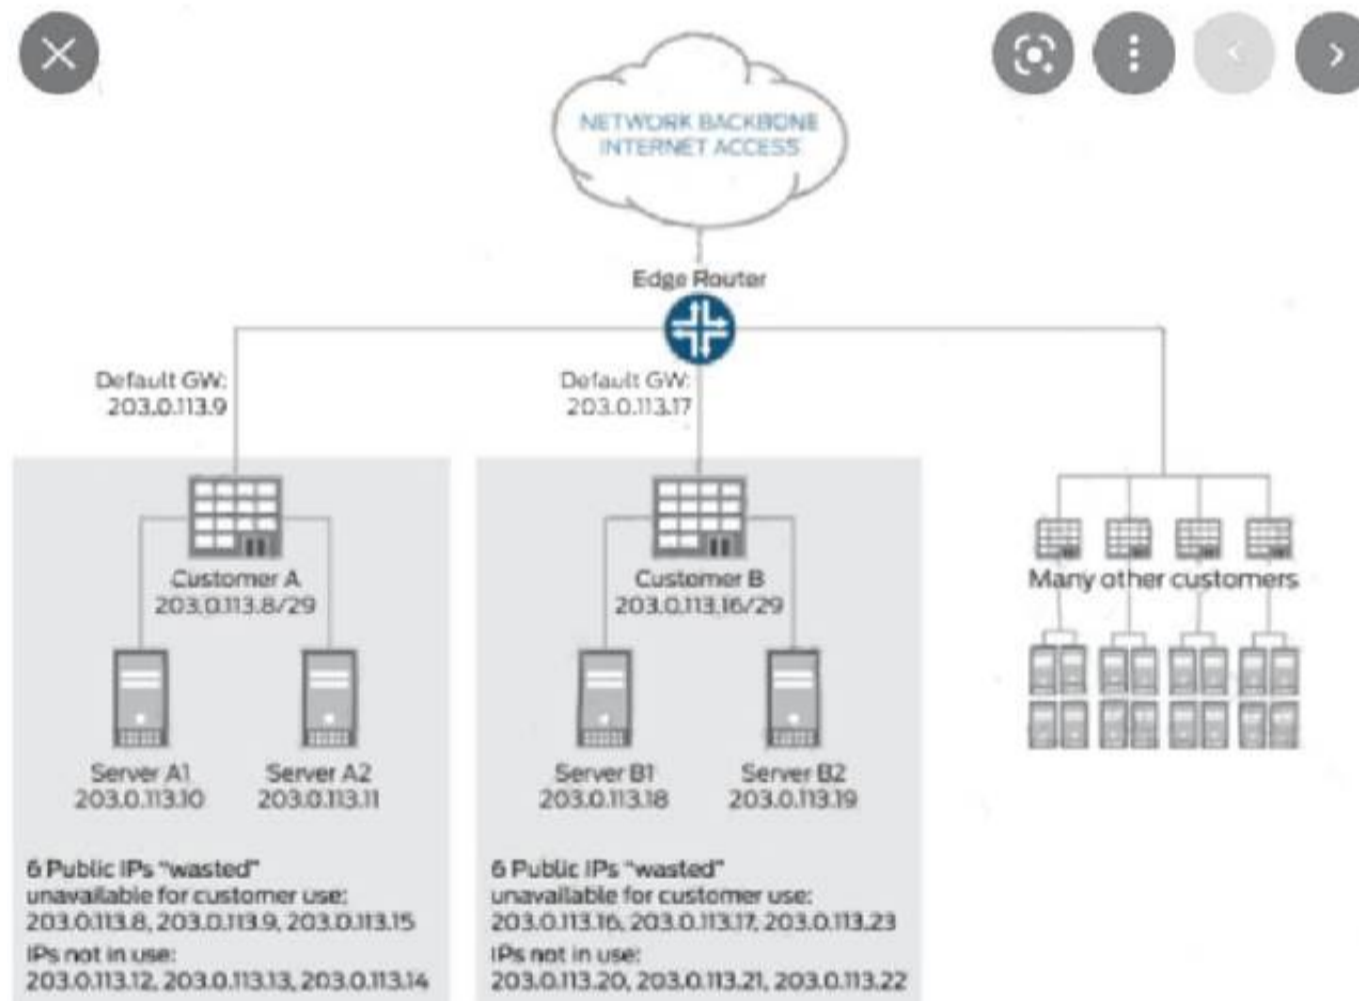 NETWORK BACKBONE
INTERNET ACCESS
Edge Router
Default GW:
203.0.113.9
Default GW:
203.0.113.17
Customer A
203.0.113.8/29
Customer B
203.0.113.16/29
Many other customers
Server A1
203.0.113.10
Server A2
203.0.113.11
Server B1
203.0.113.18
Server B2
203.0.113.19
6 Public IPs "wasted"
unavailable for customer use:
203.0.113.8, 203.0.113.9, 203.0.113.15
IPs not in use:
203.0.113.12, 203.0.113.13, 203.0.113.14
6 Public IPs "wasted"
unavailable for customer use:
203.0.113.16, 203.0.113.17, 203.0.113.23
IPs not in use:
203.0.113.20, 203.0.113.21, 203.0.113.22